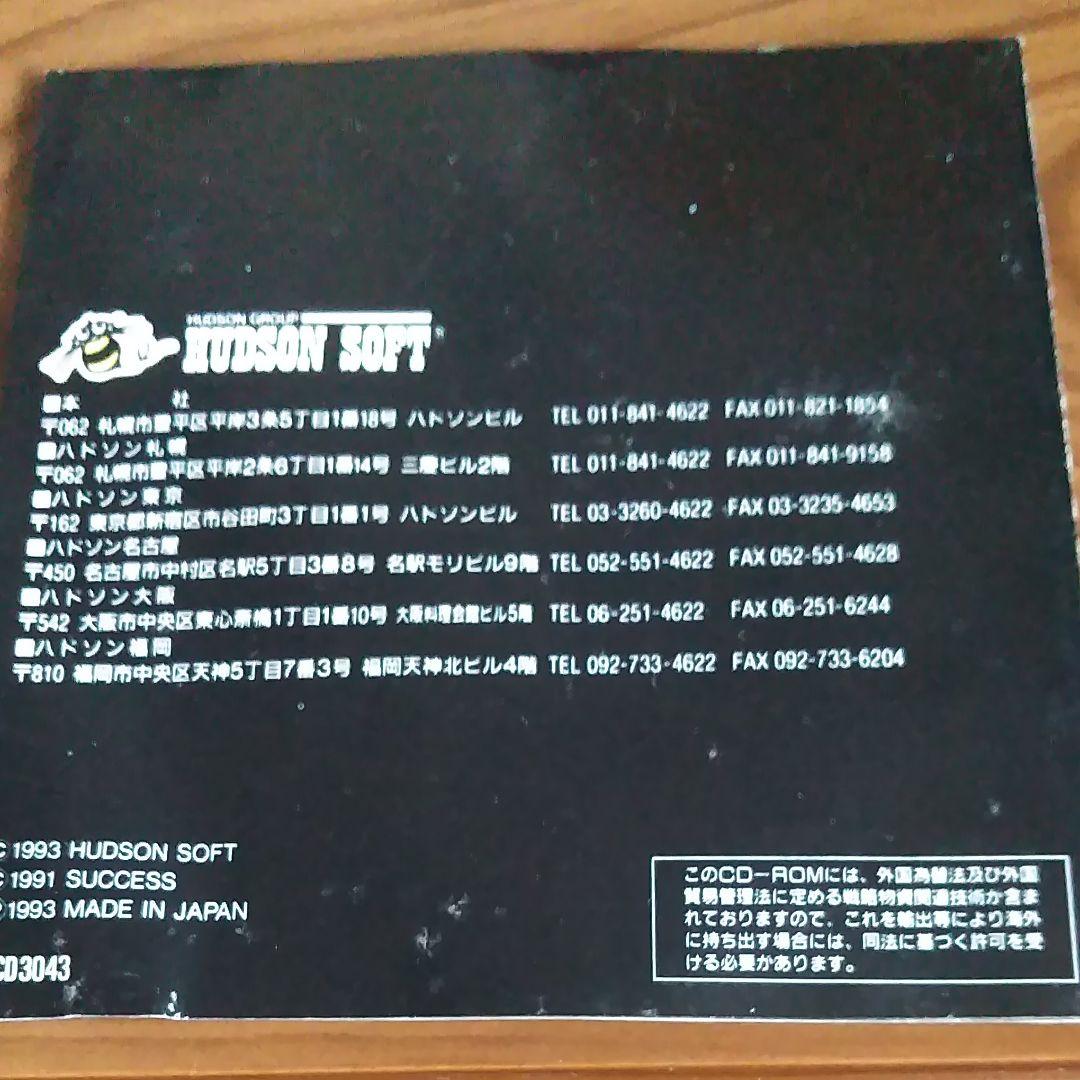 HUDSON GROUP
HUDSON SOFT®
■本 社
〒062 札幌市豊平区平岸3条5丁目1番18号 ハドソンビル TEL 011-841-4622 FAX 011-821-1854
■ハドソン札幌
〒062 札幌市豊平区平岸2条6丁目1番14号 三慶ビル2階 TEL 011-841-4622 FAX 011-841-9158
■ハドソン東京
〒162 東京都新宿区市谷田町3丁目1番1号 ハドソンビル TEL 03-3260-4622 FAX 03-3235-4653
■ハドソン名古屋
〒450 名古屋市中村区名駅5丁目3番8号 名駅モリビル9階 TEL 052-551-4622 FAX 052-551-4628
■ハドソン大阪
〒542 大阪市中央区東心斎橋1丁目1番10号 大阪料理会館ビル5階 TEL 06-251-4622 FAX 06-251-6244
■ハドソン福岡
〒810 福岡市中央区天神5丁目7番3号 福岡天神北ビル4階 TEL 092-733-4622 FAX 092-733-6204
© 1993 HUDSON SOFT
© 1991 SUCCESS
℗ 1993 MADE IN JAPAN
CD3043
このCD-ROMには、外国為替法及び外国
貿易管理法に定める戦略物資関連技術が含ま
れておりますので、これを輸出等により海外
に持ち出す場合には、同法に基づく許可を受
ける必要があります。